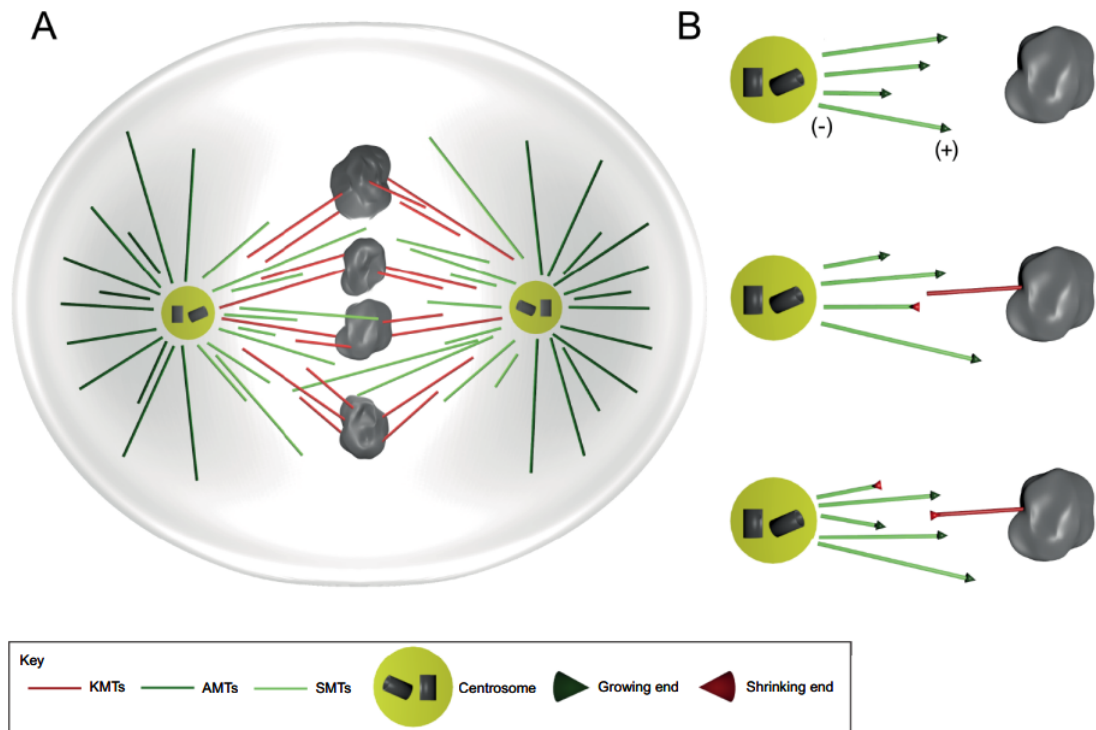 A
B
(-)
(+)
Key
KMTs
AMTs
SMTs
Centrosome
Growing end
Shrinking end